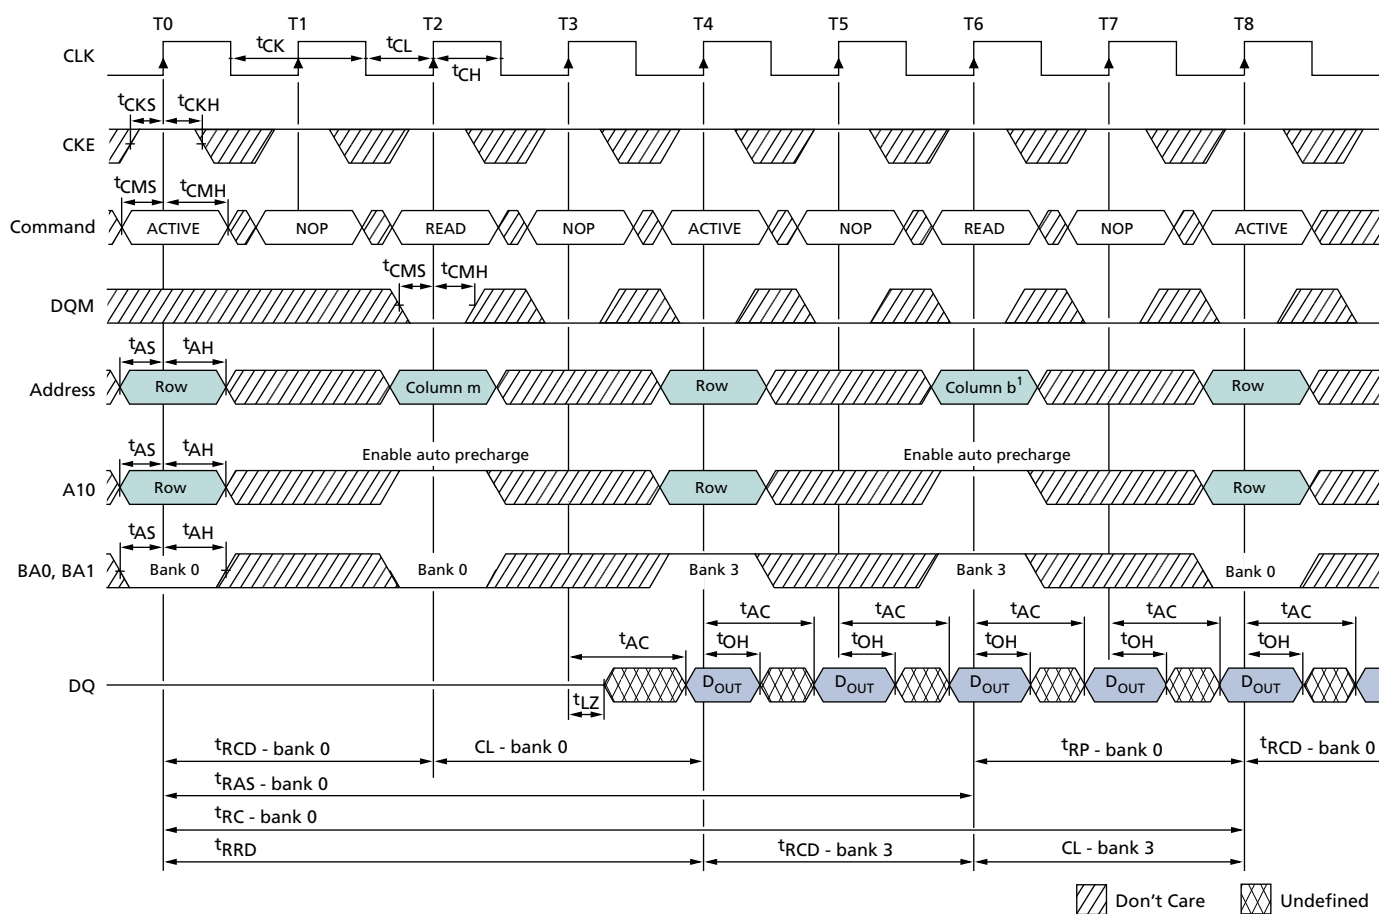 T0 T1 T2 T3 T4 T5 T6 T7 T8
CLK tCK tCL tCH
tCKS tCKH
CKE
tCMS tCMH
Command ACTIVE NOP READ NOP ACTIVE NOP READ NOP ACTIVE
tCMS tCMH
DQM
tAS tAH
Address Row Column m Row Column b1 Row
tAS tAH Enable auto precharge Enable auto precharge
A10 Row Row Row
tAS tAH
BA0, BA1 Bank 0 Bank 0 Bank 3 Bank 3 Bank 0
tAC tAC tAC tAC tAC
tAC tOH tOH tOH tOH tOH
DQ DOUT DOUT DOUT DOUT DOUT
tLZ
tRCD - bank 0 CL - bank 0 tRP - bank 0 tRCD - bank 0
tRAS - bank 0
tRC - bank 0
tRRD tRCD - bank 3 CL - bank 3
Don't Care Undefined